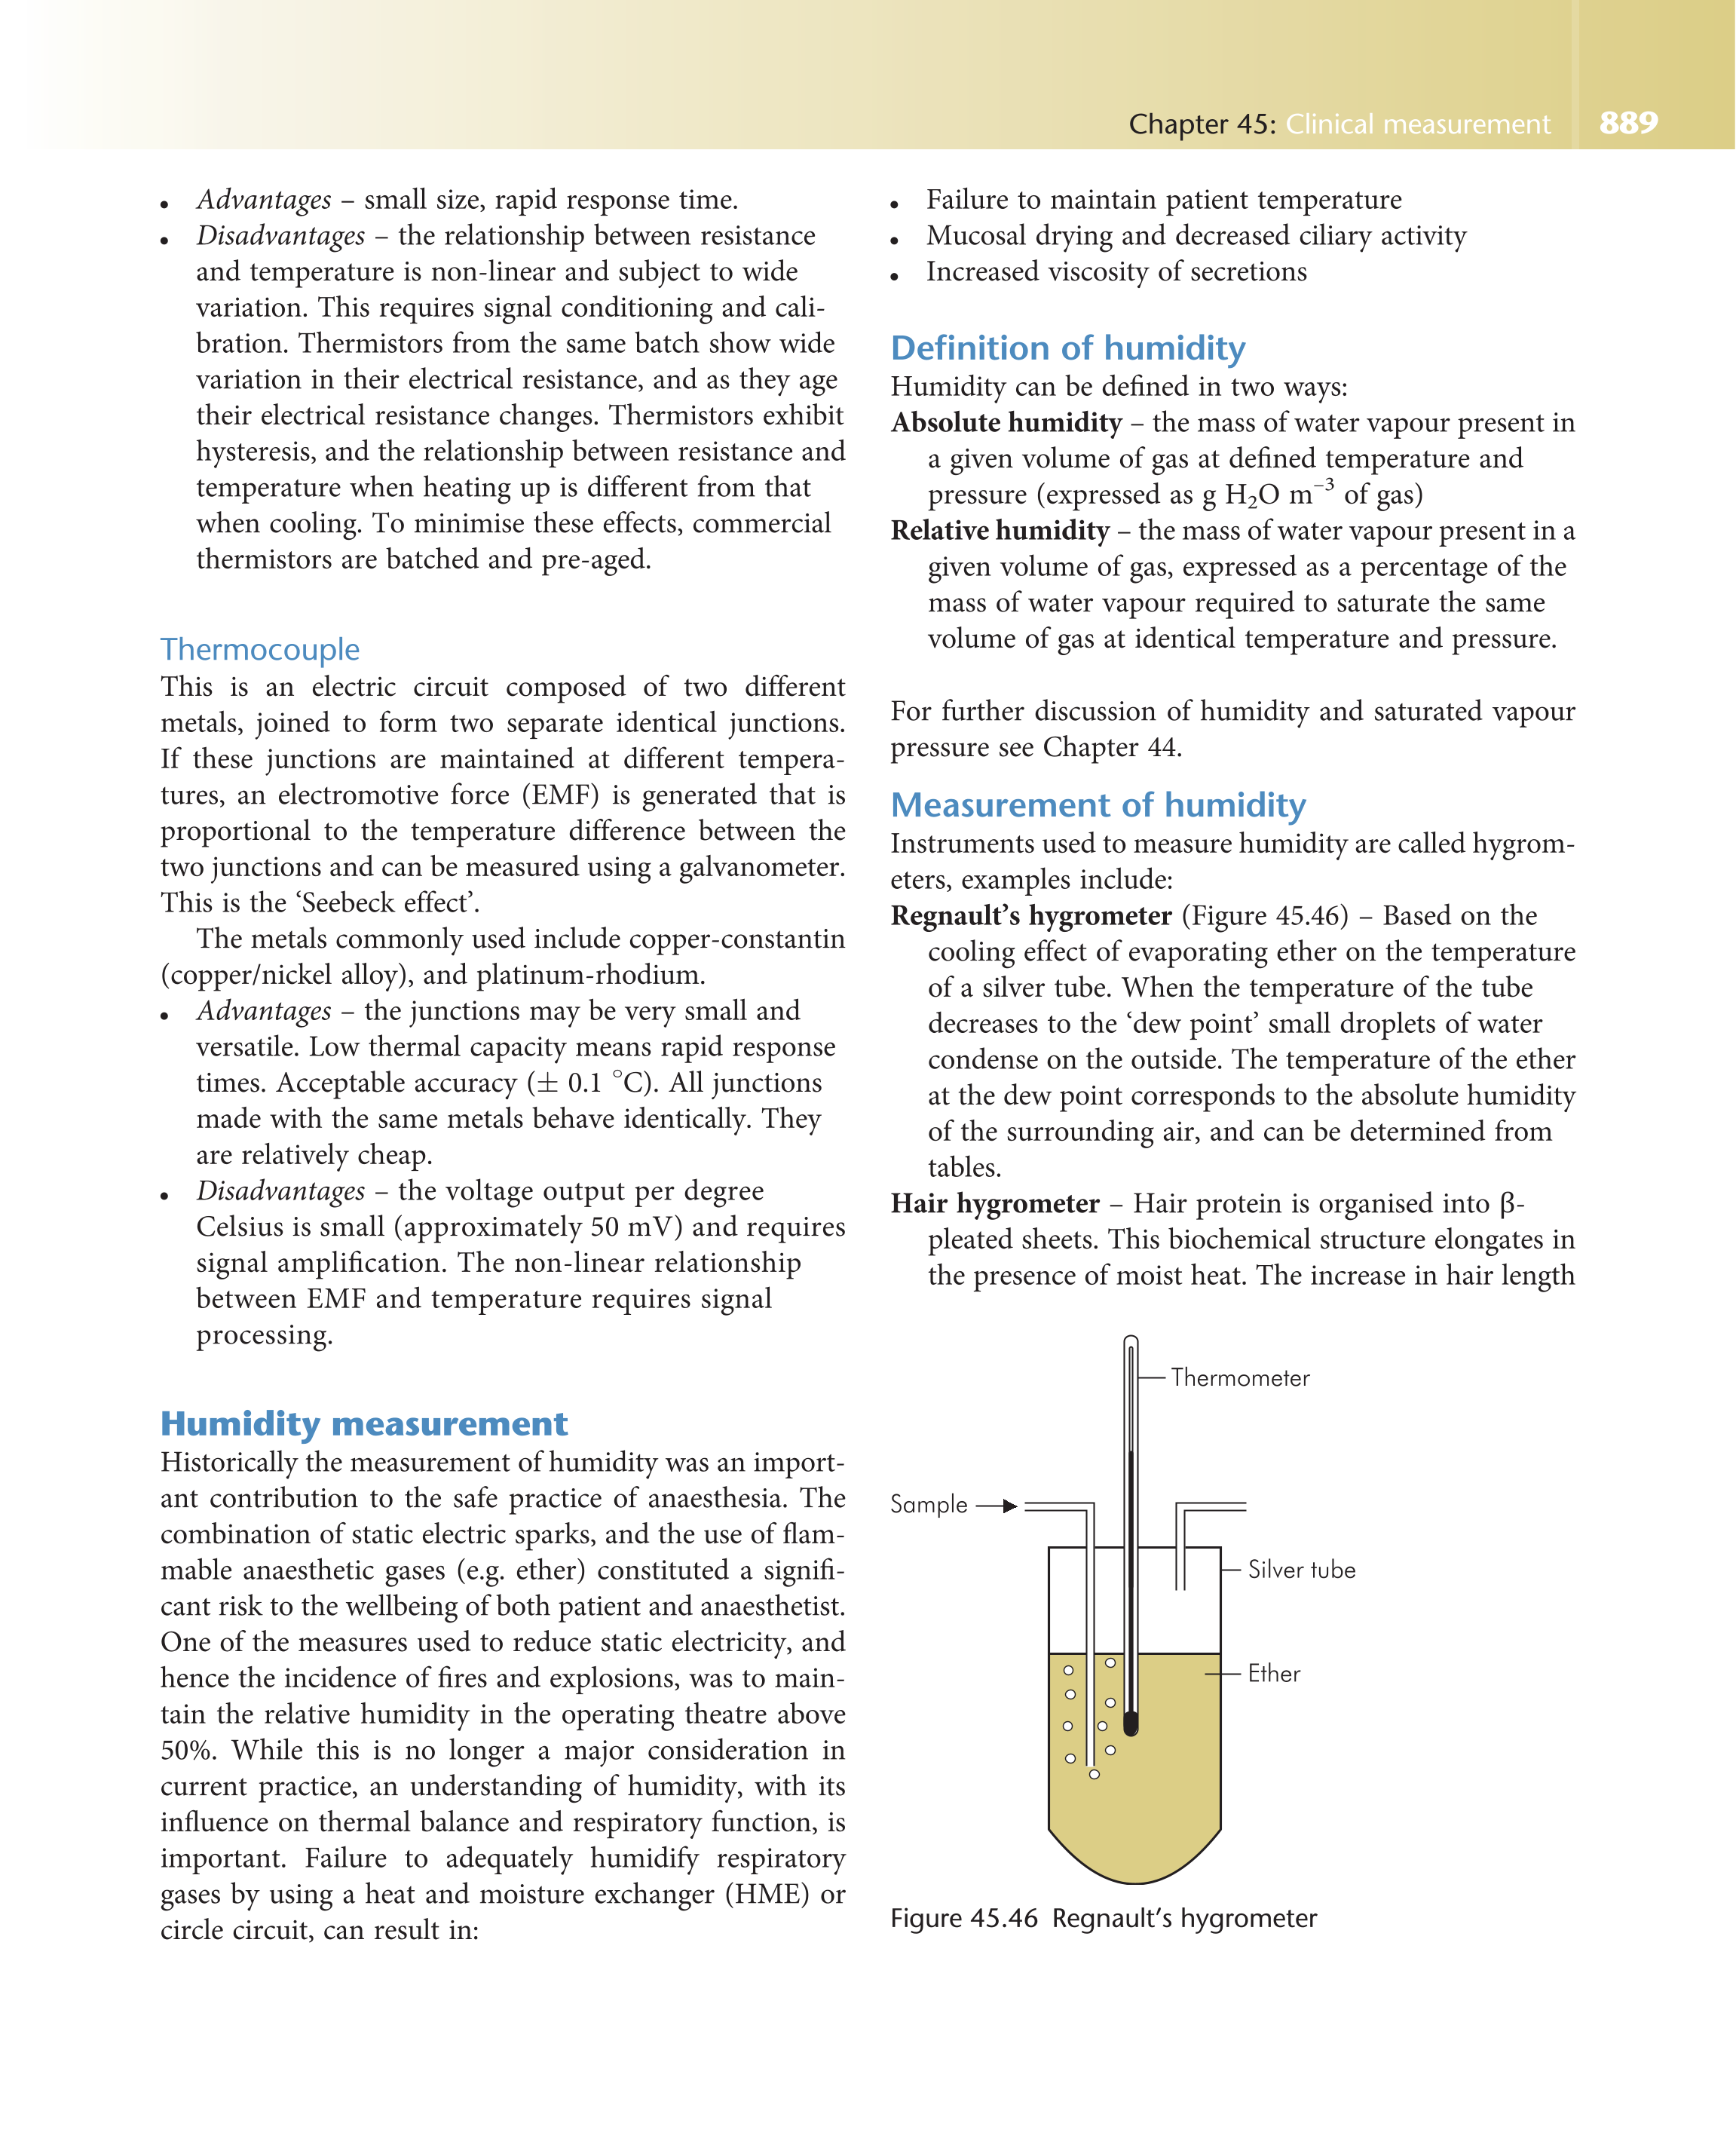 Chapter 45: Clinical measurement 889
• Advantages – small size, rapid response time.
• Disadvantages – the relationship between resistance
and temperature is non-linear and subject to wide
variation. This requires signal conditioning and cali-
bration. Thermistors from the same batch show wide
variation in their electrical resistance, and as they age
their electrical resistance changes. Thermistors exhibit
hysteresis, and the relationship between resistance and
temperature when heating up is different from that
when cooling. To minimise these effects, commercial
thermistors are batched and pre-aged.
Thermocouple
This is an electric circuit composed of two different
metals, joined to form two separate identical junctions.
If these junctions are maintained at different tempera-
tures, an electromotive force (EMF) is generated that is
proportional to the temperature difference between the
two junctions and can be measured using a galvanometer.
This is the ‘Seebeck effect’.
The metals commonly used include copper-constantin
(copper/nickel alloy), and platinum-rhodium.
• Advantages – the junctions may be very small and
versatile. Low thermal capacity means rapid response
times. Acceptable accuracy (± 0.1 °C). All junctions
made with the same metals behave identically. They
are relatively cheap.
• Disadvantages – the voltage output per degree
Celsius is small (approximately 50 mV) and requires
signal amplification. The non-linear relationship
between EMF and temperature requires signal
processing.
Humidity measurement
Historically the measurement of humidity was an import-
ant contribution to the safe practice of anaesthesia. The
combination of static electric sparks, and the use of flam-
mable anaesthetic gases (e.g. ether) constituted a signifi-
cant risk to the wellbeing of both patient and anaesthetist.
One of the measures used to reduce static electricity, and
hence the incidence of fires and explosions, was to main-
tain the relative humidity in the operating theatre above
50%. While this is no longer a major consideration in
current practice, an understanding of humidity, with its
influence on thermal balance and respiratory function, is
important. Failure to adequately humidify respiratory
gases by using a heat and moisture exchanger (HME) or
circle circuit, can result in:
• Failure to maintain patient temperature
• Mucosal drying and decreased ciliary activity
• Increased viscosity of secretions
Definition of humidity
Humidity can be defined in two ways:
Absolute humidity – the mass of water vapour present in
a given volume of gas at defined temperature and
pressure (expressed as g H₂O m⁻³ of gas)
Relative humidity – the mass of water vapour present in a
given volume of gas, expressed as a percentage of the
mass of water vapour required to saturate the same
volume of gas at identical temperature and pressure.
For further discussion of humidity and saturated vapour
pressure see Chapter 44.
Measurement of humidity
Instruments used to measure humidity are called hygrom-
eters, examples include:
Regnault’s hygrometer (Figure 45.46) – Based on the
cooling effect of evaporating ether on the temperature
of a silver tube. When the temperature of the tube
decreases to the ‘dew point’ small droplets of water
condense on the outside. The temperature of the ether
at the dew point corresponds to the absolute humidity
of the surrounding air, and can be determined from
tables.
Hair hygrometer – Hair protein is organised into β-
pleated sheets. This biochemical structure elongates in
the presence of moist heat. The increase in hair length
Thermometer
Sample
Silver tube
Ether
Figure 45.46 Regnault’s hygrometer